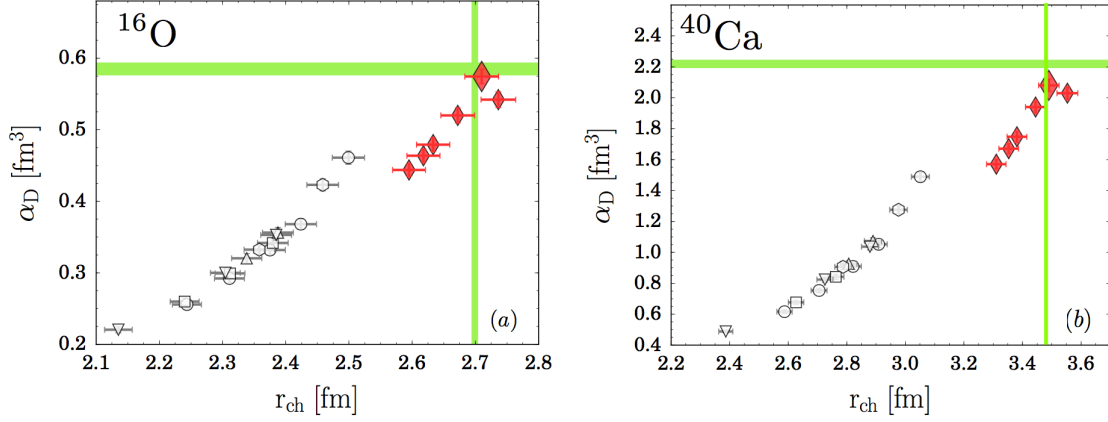 16O
αD [fm3]
0.6
0.5
0.4
0.3
0.2
2.1 2.2 2.3 2.4 2.5 2.6 2.7 2.8
rch [fm]
(a)
40Ca
αD [fm3]
2.4
2.2
2.0
1.8
1.6
1.4
1.2
1.0
0.8
0.6
0.4
2.2 2.4 2.6 2.8 3.0 3.2 3.4 3.6
rch [fm]
(b)